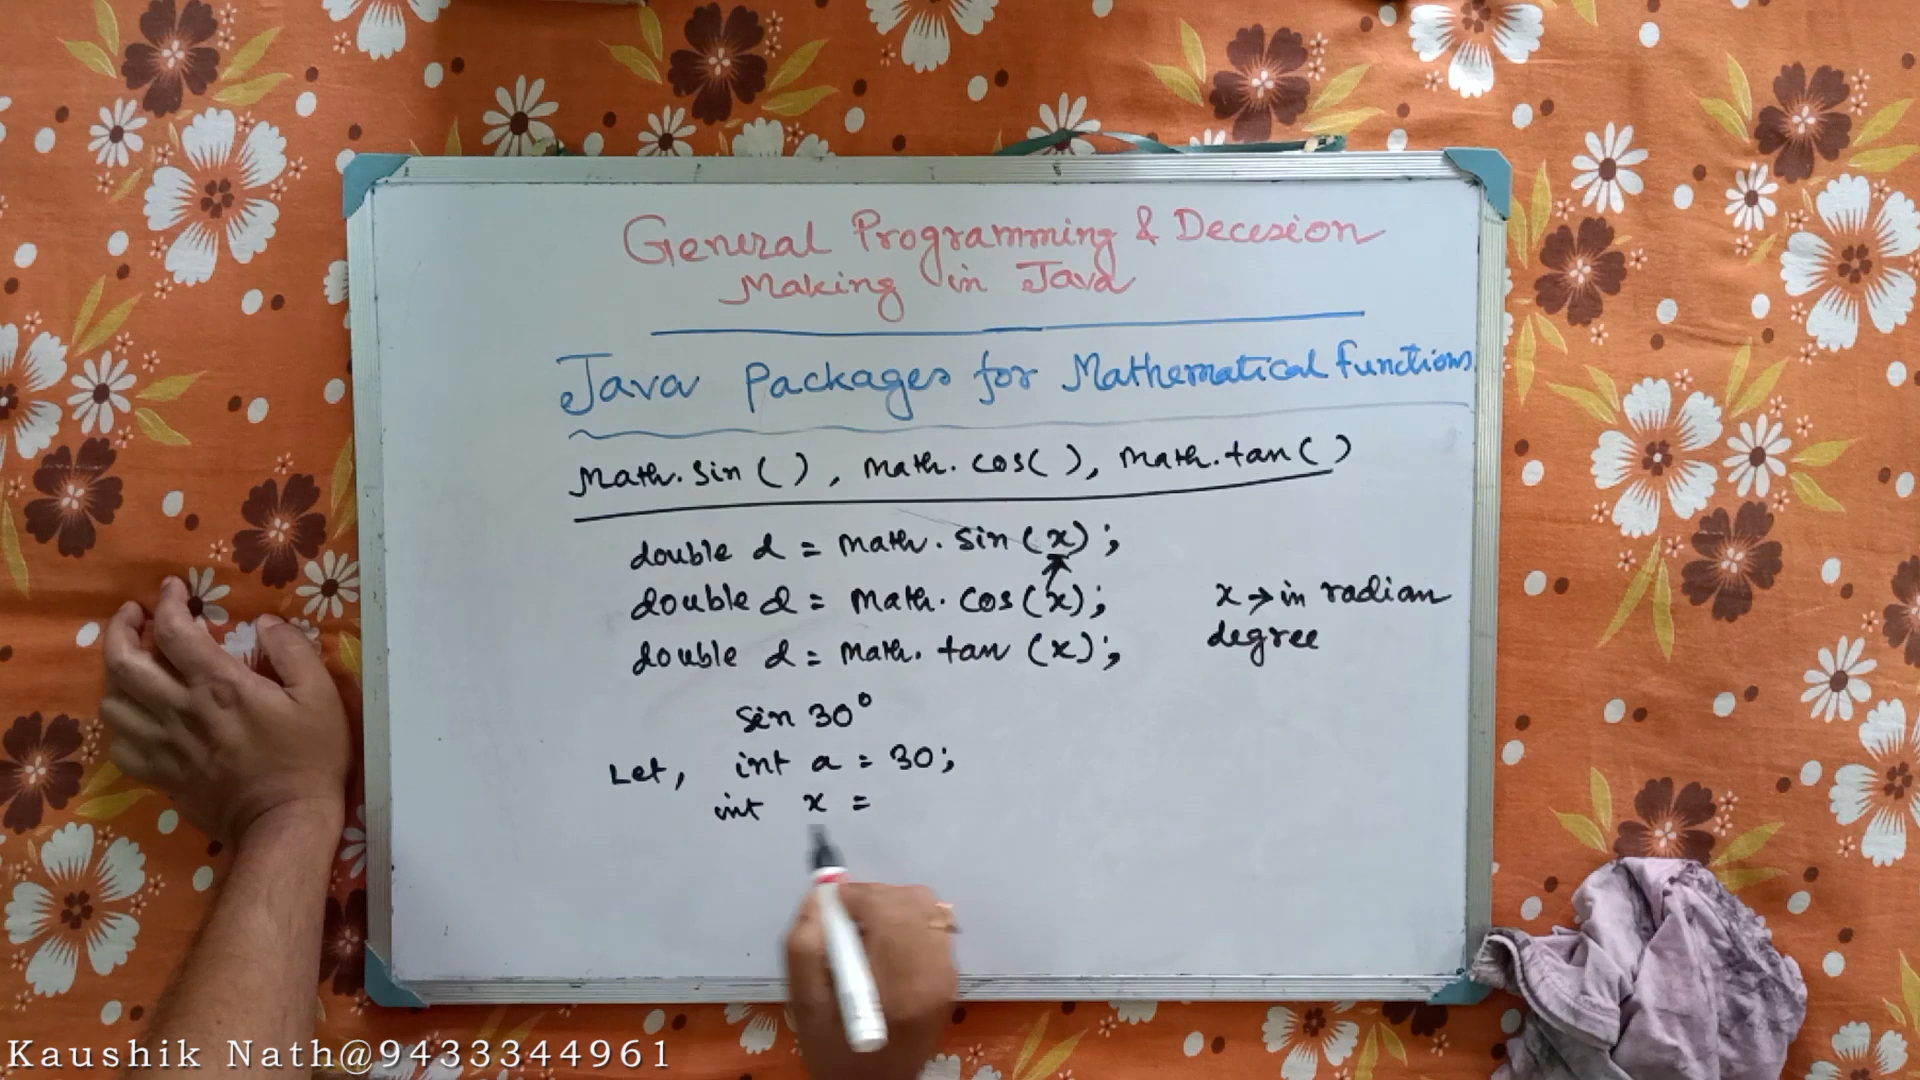 General Programming & Decesion
Making in Java
Java Packages for Mathematical Functions
Math.sin( ), Math.cos( ), Math.tan( )
double d = Math.sin(x);
double d = Math.cos(x);
double d = Math.tan(x);
x → in radian
degree
sin 30°
Let, int a = 30;
int x =
Kaushik Nath@9433344961